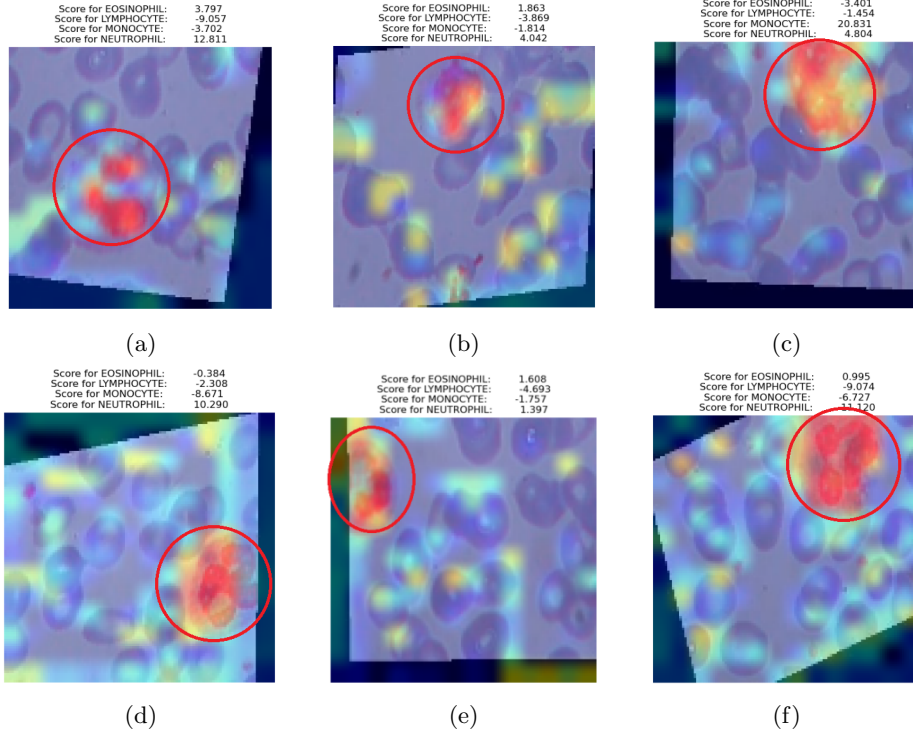 Score for EOSINOPHIL: 3.797
Score for LYMPHOCYTE: -9.057
Score for MONOCYTE: -3.702
Score for NEUTROPHIL: 12.811
Score for EOSINOPHIL: 1.863
Score for LYMPHOCYTE: -3.869
Score for MONOCYTE: -1.814
Score for NEUTROPHIL: 4.042
Score for EOSINOPHIL: -3.401
Score for LYMPHOCYTE: -1.454
Score for MONOCYTE: 20.831
Score for NEUTROPHIL: 4.804
(a)
(b)
(c)
Score for EOSINOPHIL: -0.384
Score for LYMPHOCYTE: -2.308
Score for MONOCYTE: -8.671
Score for NEUTROPHIL: 10.290
Score for EOSINOPHIL: 1.608
Score for LYMPHOCYTE: -4.693
Score for MONOCYTE: -1.757
Score for NEUTROPHIL: 1.397
Score for EOSINOPHIL: 0.995
Score for LYMPHOCYTE: -9.074
Score for MONOCYTE: -6.727
Score for NEUTROPHIL: 11.120
(d)
(e)
(f)